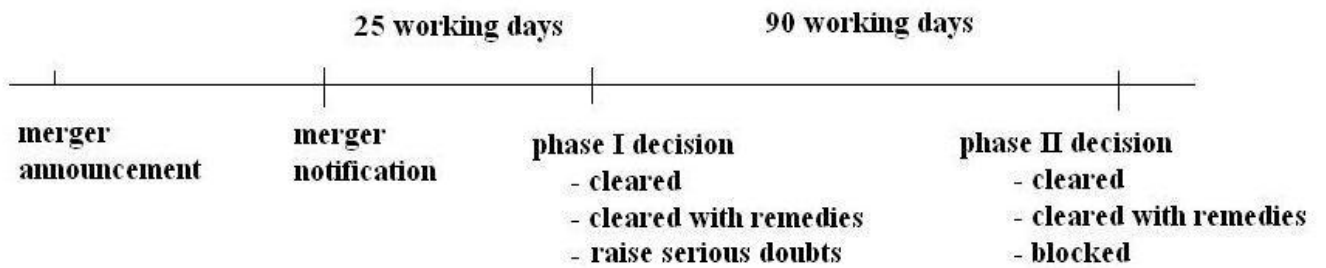 25 working days
90 working days
merger
announcement
merger
notification
phase I decision
- cleared
- cleared with remedies
- raise serious doubts
phase II decision
- cleared
- cleared with remedies
- blocked